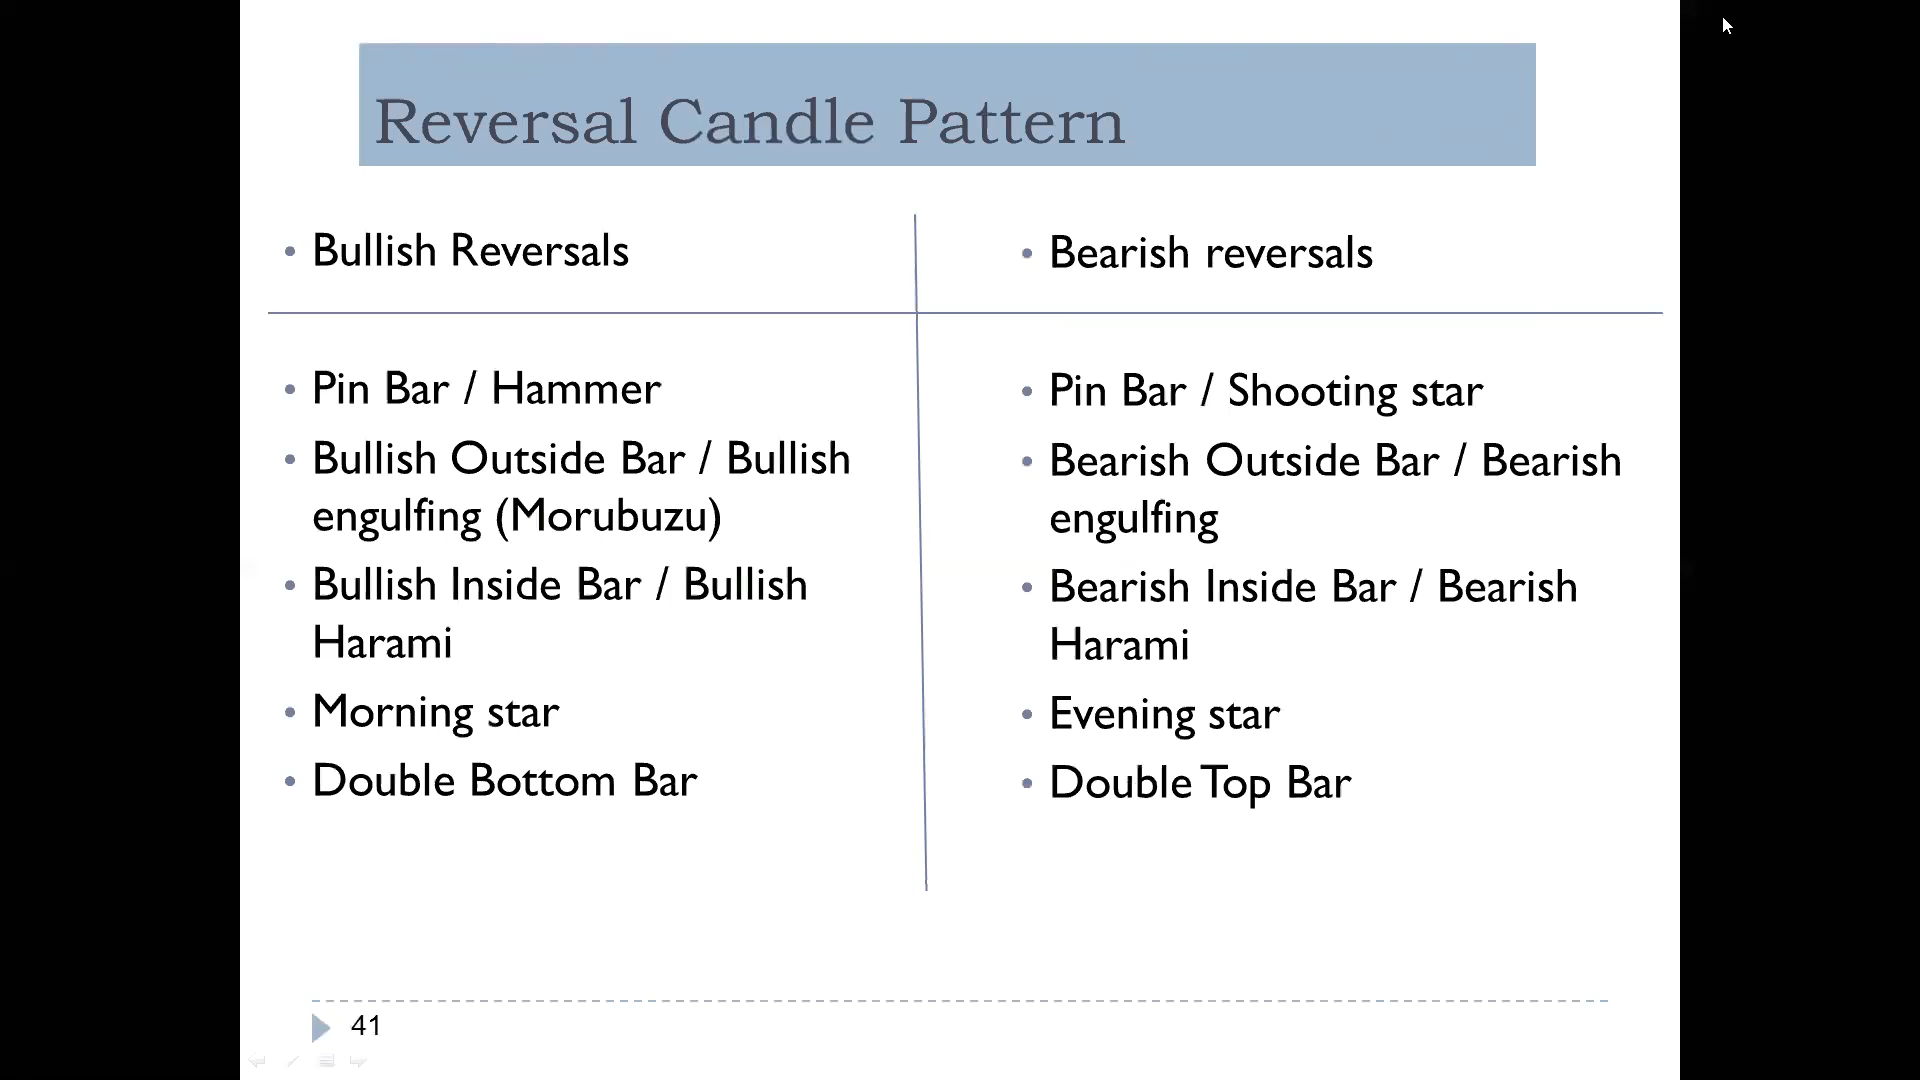 Reversal Candle Pattern
• Bullish Reversals
• Pin Bar / Hammer
• Bullish Outside Bar / Bullish
engulfing (Morubuzu)
• Bullish Inside Bar / Bullish
Harami
• Morning star
• Double Bottom Bar
• Bearish reversals
• Pin Bar / Shooting star
• Bearish Outside Bar / Bearish
engulfing
• Bearish Inside Bar / Bearish
Harami
• Evening star
• Double Top Bar
41